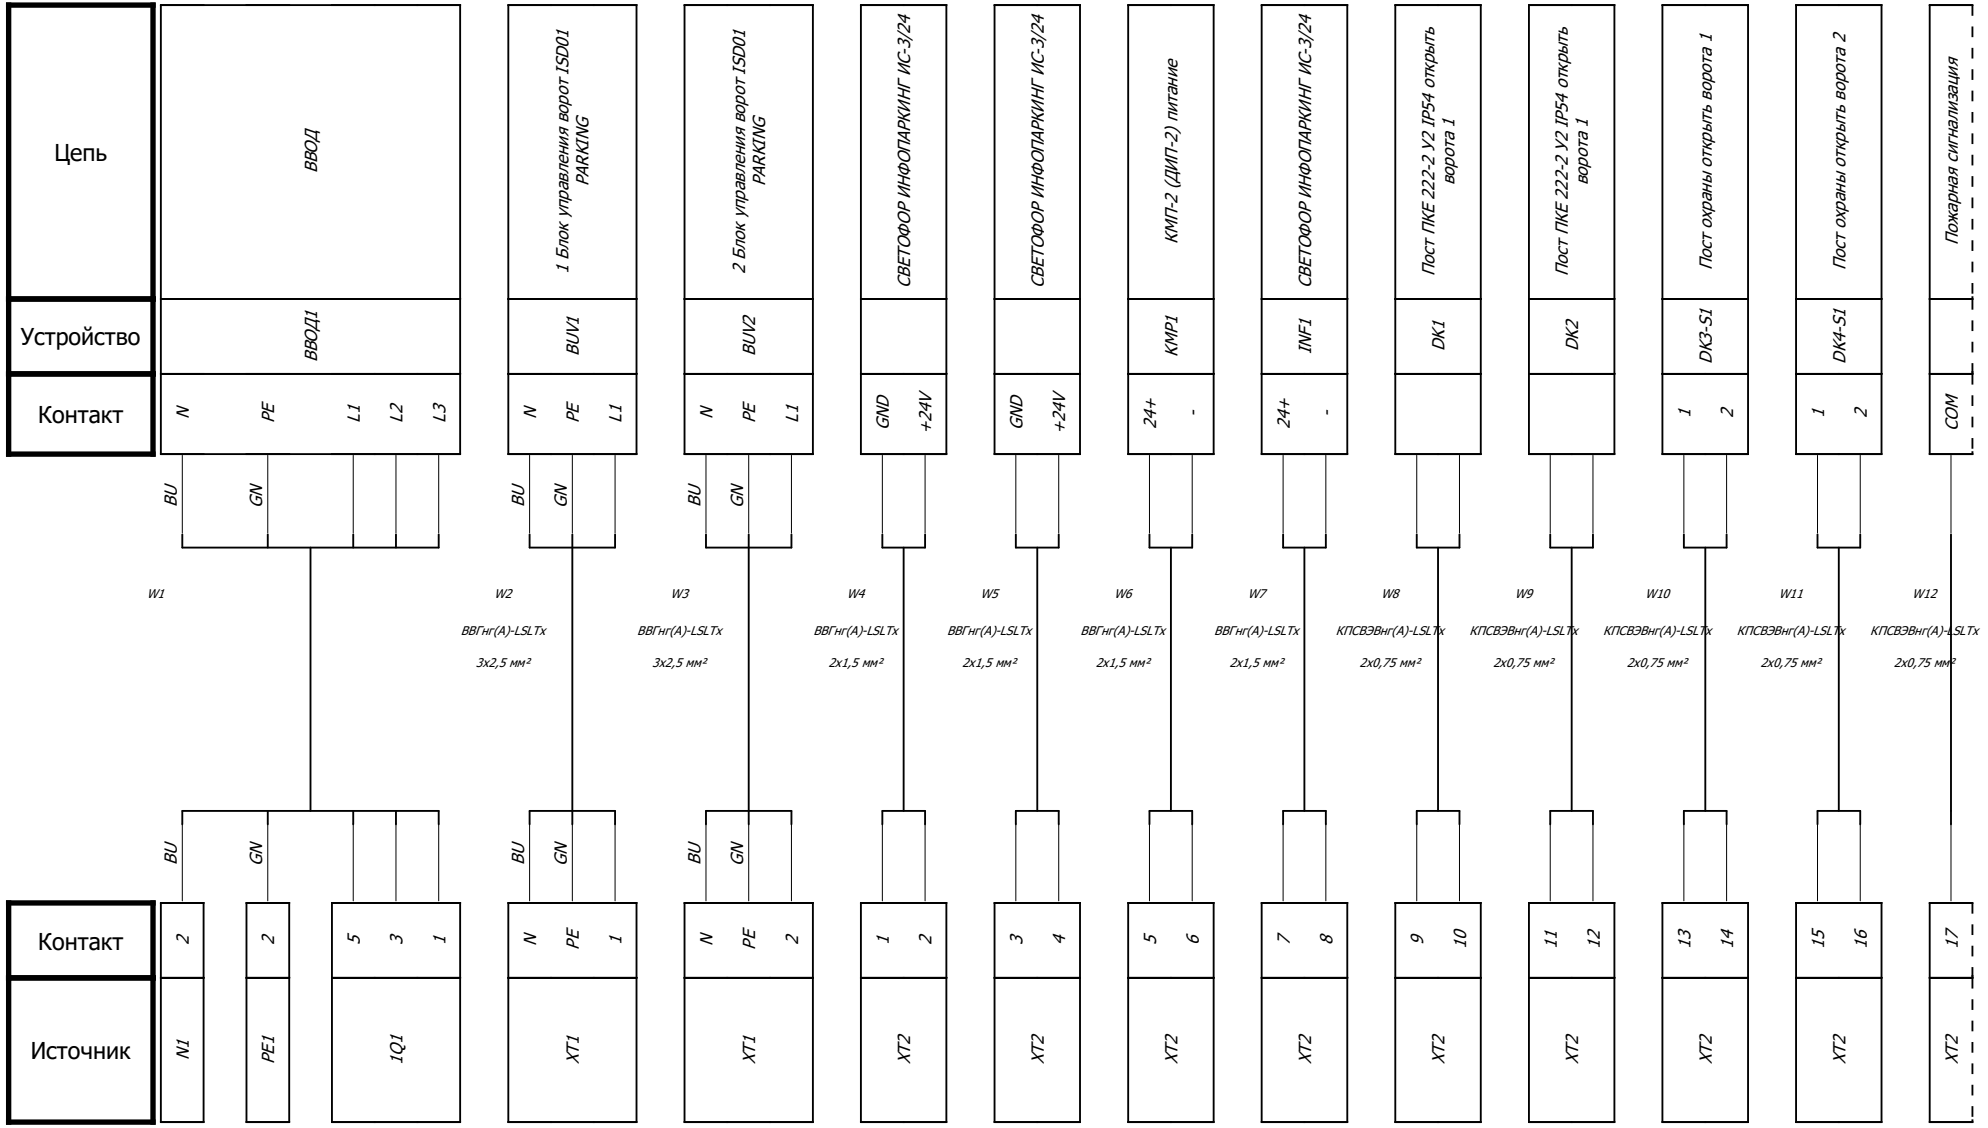 Цепь
ВВОД
1 Блок управления ворот ISD01
PARKING
2 Блок управления ворот ISD01
PARKING
СВЕТОФОР ИНФОПАРКИНГ ИС-3/24
СВЕТОФОР ИНФОПАРКИНГ ИС-3/24
КМП-2 (ДИП-2) питание
СВЕТОФОР ИНФОПАРКИНГ ИС-3/24
Пост ПКЕ 222-2 У2 IP54 открыть
ворота 1
Пост ПКЕ 222-2 У2 IP54 открыть
ворота 1
Пост охраны открыть ворота 1
Пост охраны открыть ворота 2
Пожарная сигнализация
Устройство
ВВОД1
BUV1
BUV2
KMP1
INF1
DK1
DK2
DK3-S1
DK4-S1
Контакт
N
PE
L1
L2
L3
N
PE
L1
N
PE
L1
GND
+24V
GND
+24V
24+
-
24+
-
1
2
1
2
COM
BU
GN
BU
GN
BU
GN
W1
W2
W3
W4
W5
W6
W7
W8
W9
W10
W11
W12
ВВГнг(А)-LSLTx
ВВГнг(А)-LSLTx
ВВГнг(А)-LSLTx
ВВГнг(А)-LSLTx
ВВГнг(А)-LSLTx
ВВГнг(А)-LSLTx
КПСВЭВнг(А)-LSLTx
КПСВЭВнг(А)-LSLTx
КПСВЭВнг(А)-LSLTx
КПСВЭВнг(А)-LSLTx
КПСВЭВнг(А)-LSLTx
3x2,5 мм²
3x2,5 мм²
2x1,5 мм²
2x1,5 мм²
2x1,5 мм²
2x1,5 мм²
2x0,75 мм²
2x0,75 мм²
2x0,75 мм²
2x0,75 мм²
2x0,75 мм²
BU
GN
BU
GN
BU
GN
Контакт
2
2
5
3
1
N
PE
1
N
PE
2
1
2
3
4
5
6
7
8
9
10
11
12
13
14
15
16
17
Источник
N1
PE1
1Q1
XT1
XT1
XT2
XT2
XT2
XT2
XT2
XT2
XT2
XT2
XT2